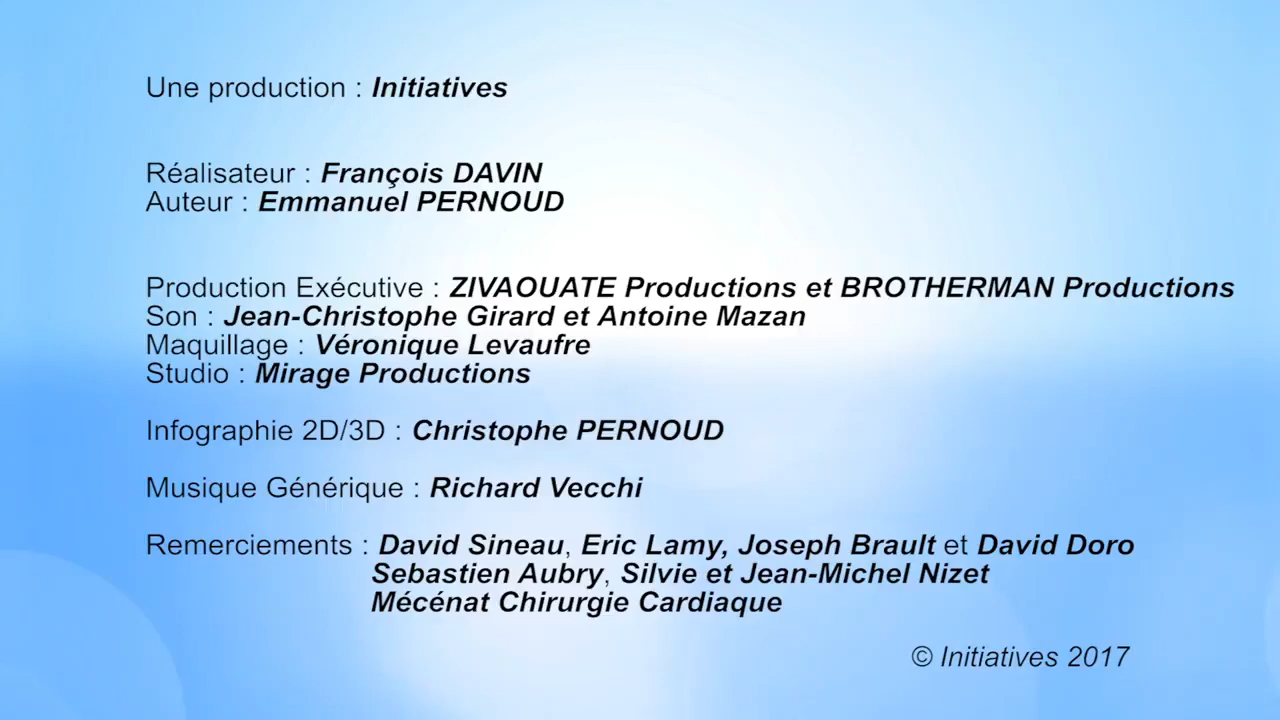 Une production : Initiatives
Réalisateur : François DAVIN
Auteur : Emmanuel PERNOUD
Production Exécutive : ZIVAOUATE Productions et BROTHERMAN Productions
Son : Jean-Christophe Girard et Antoine Mazan
Maquillage : Véronique Levaufre
Studio : Mirage Productions
Infographie 2D/3D : Christophe PERNOUD
Musique Générique : Richard Vecchi
Remerciements : David Sineau, Eric Lamy, Joseph Brault et David Doro
Sebastien Aubry, Silvie et Jean-Michel Nizet
Mécénat Chirurgie Cardiaque
© Initiatives 2017